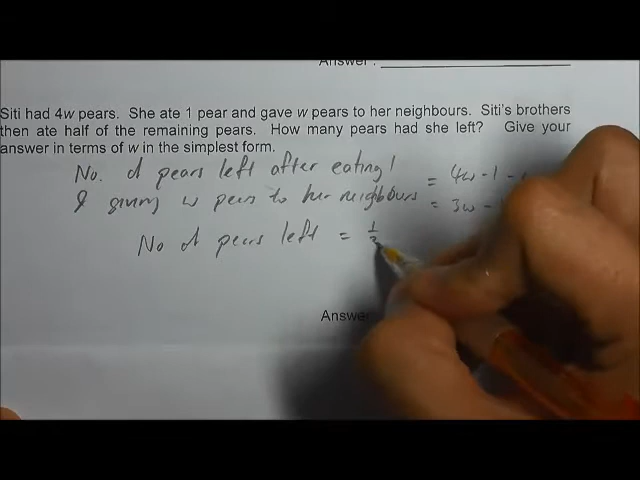 Answer : 
Siti had 4w pears. She ate 1 pear and gave w pears to her neighbours. Siti's brothers
then ate half of the remaining pears. How many pears had she left? Give your
answer in terms of w in the simplest form.
No. of pears left after eating 1
= 4w - 1 -
& giving w pears to her neighbours
= 3w -
No of pears left = 1/2
Answe